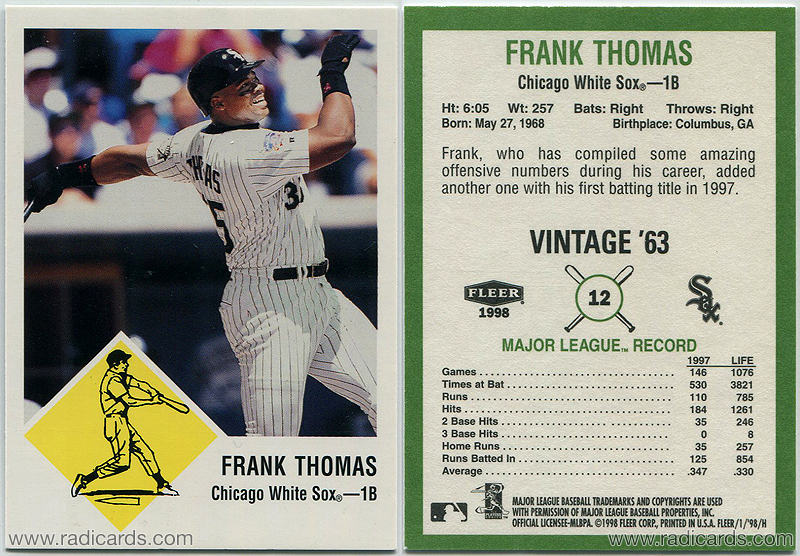 Sox
THOMAS
35
35
FRANK THOMAS
Chicago White Sox®—1B
www.radicards.com
FRANK THOMAS
Chicago White Sox®—1B
Ht: 6:05 Wt: 257 Bats: Right Throws: Right
Born: May 27, 1968 Birthplace: Columbus, GA
Frank, who has compiled some amazing
offensive numbers during his career, added
another one with his first batting title in 1997.
VINTAGE '63
FLEER
1998
12
Sox
MAJOR LEAGUE™ RECORD
1997 LIFE
Games 146 1076
Times at Bat 530 3821
Runs 110 785
Hits 184 1261
2 Base Hits 35 246
3 Base Hits 0 8
Home Runs 35 257
Runs Batted In 125 854
Average .347 .330
MAJOR LEAGUE BASEBALL TRADEMARKS AND COPYRIGHTS ARE USED
WITH PERMISSION OF MAJOR LEAGUE BASEBALL PROPERTIES, INC.
OFFICIAL LICENSEE-MLBPA. ©1998 FLEER CORP., PRINTED IN U.S.A. FLEER/1/'98/H
www.radicards.com